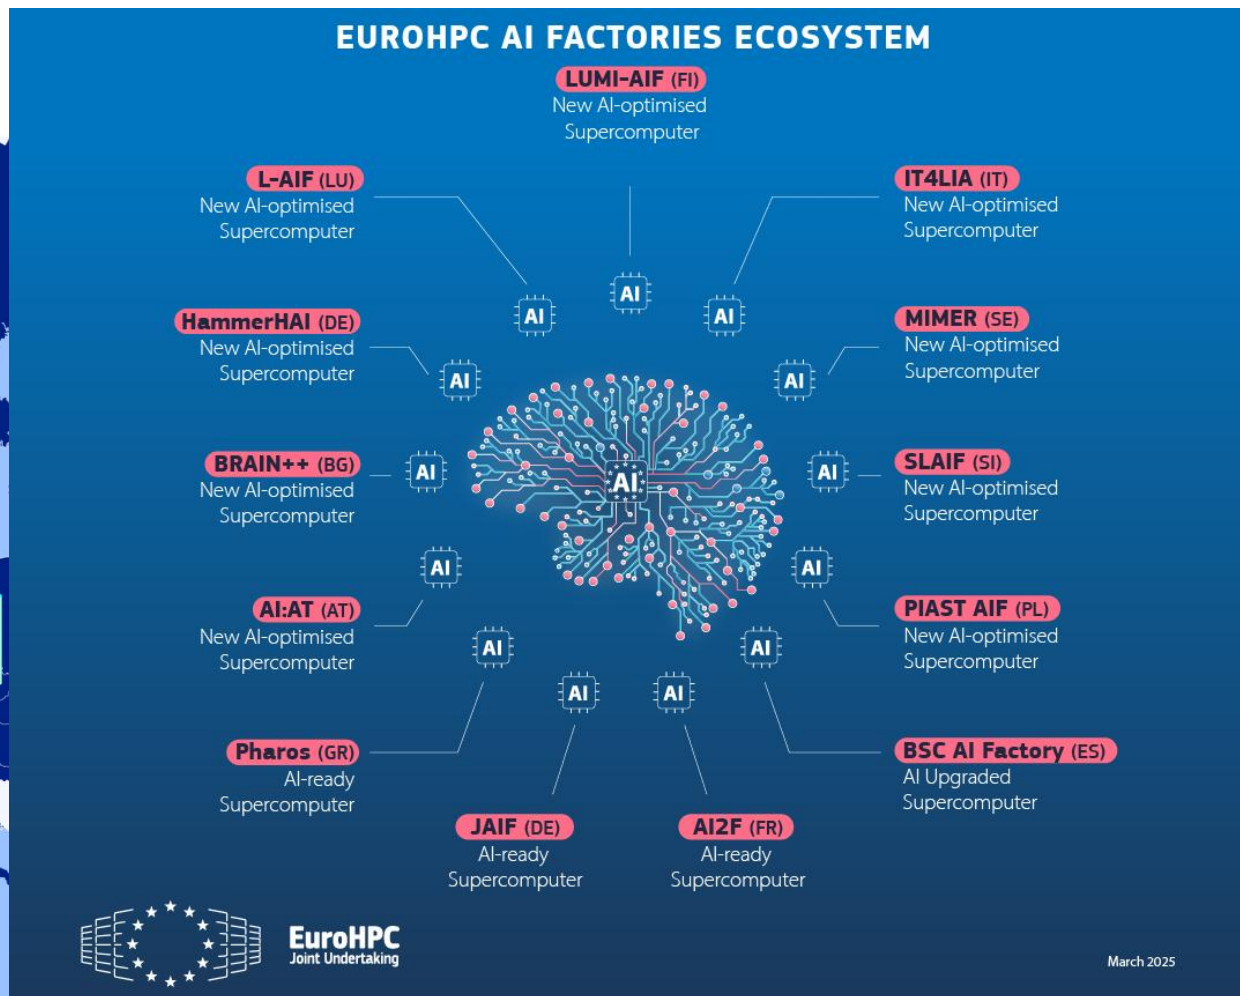 EUROHPC AI FACTORIES ECOSYSTEM
LUMI-AIF (FI)
New AI-optimised
Supercomputer
L-AIF (LU)
New AI-optimised
Supercomputer
IT4LIA (IT)
New AI-optimised
Supercomputer
AI
AI
AI
HammerHAI (DE)
New AI-optimised
Supercomputer
MIMER (SE)
New AI-optimised
Supercomputer
AI
AI
BRAIN++ (BG)
New AI-optimised
Supercomputer
AI
AI
AI
SLAIF (SI)
New AI-optimised
Supercomputer
AI
AI
AI:AT (AT)
New AI-optimised
Supercomputer
PIAST AIF (PL)
New AI-optimised
Supercomputer
AI
AI
AI
AI
Pharos (GR)
AI-ready
Supercomputer
BSC AI Factory (ES)
AI Upgraded
Supercomputer
JAIF (DE)
AI-ready
Supercomputer
AI2F (FR)
AI-ready
Supercomputer
EuroHPC
Joint Undertaking
March 2025